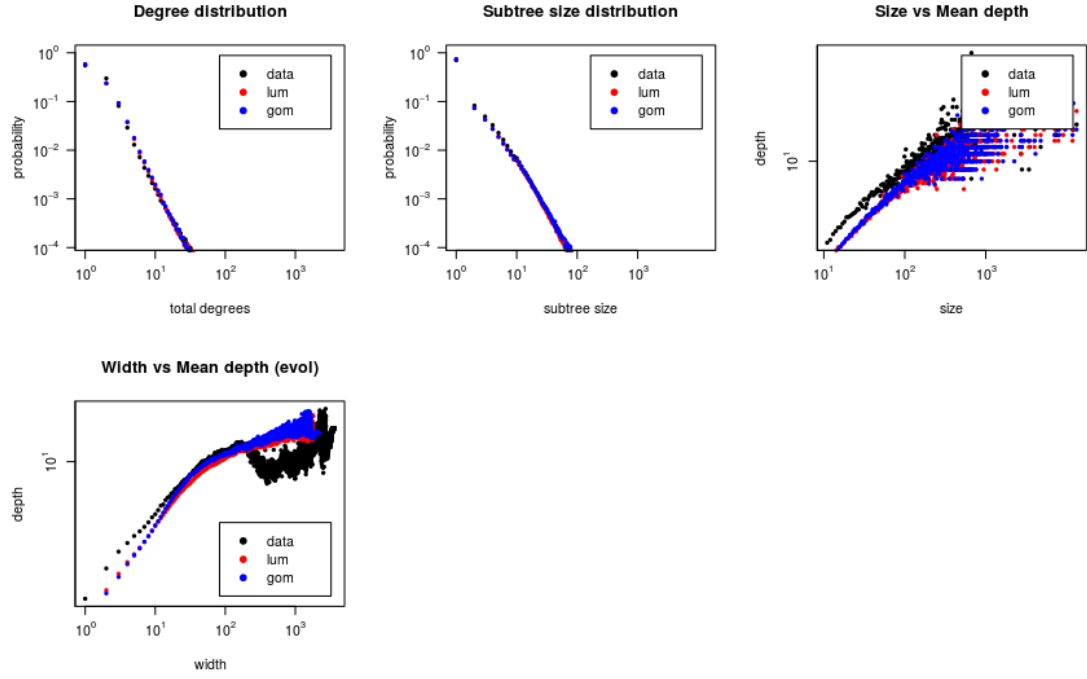 Degree distribution
probability
10^0
10^-1
10^-2
10^-3
10^-4
data
lum
gom
10^0 10^1 10^2 10^3
total degrees
Subtree size distribution
probability
10^0
10^-1
10^-2
10^-3
10^-4
data
lum
gom
10^0 10^1 10^2 10^3
subtree size
Size vs Mean depth
depth
10^1
data
lum
gom
10^1 10^2 10^3
size
Width vs Mean depth (evol)
depth
10^1
data
lum
gom
10^0 10^1 10^2 10^3
width